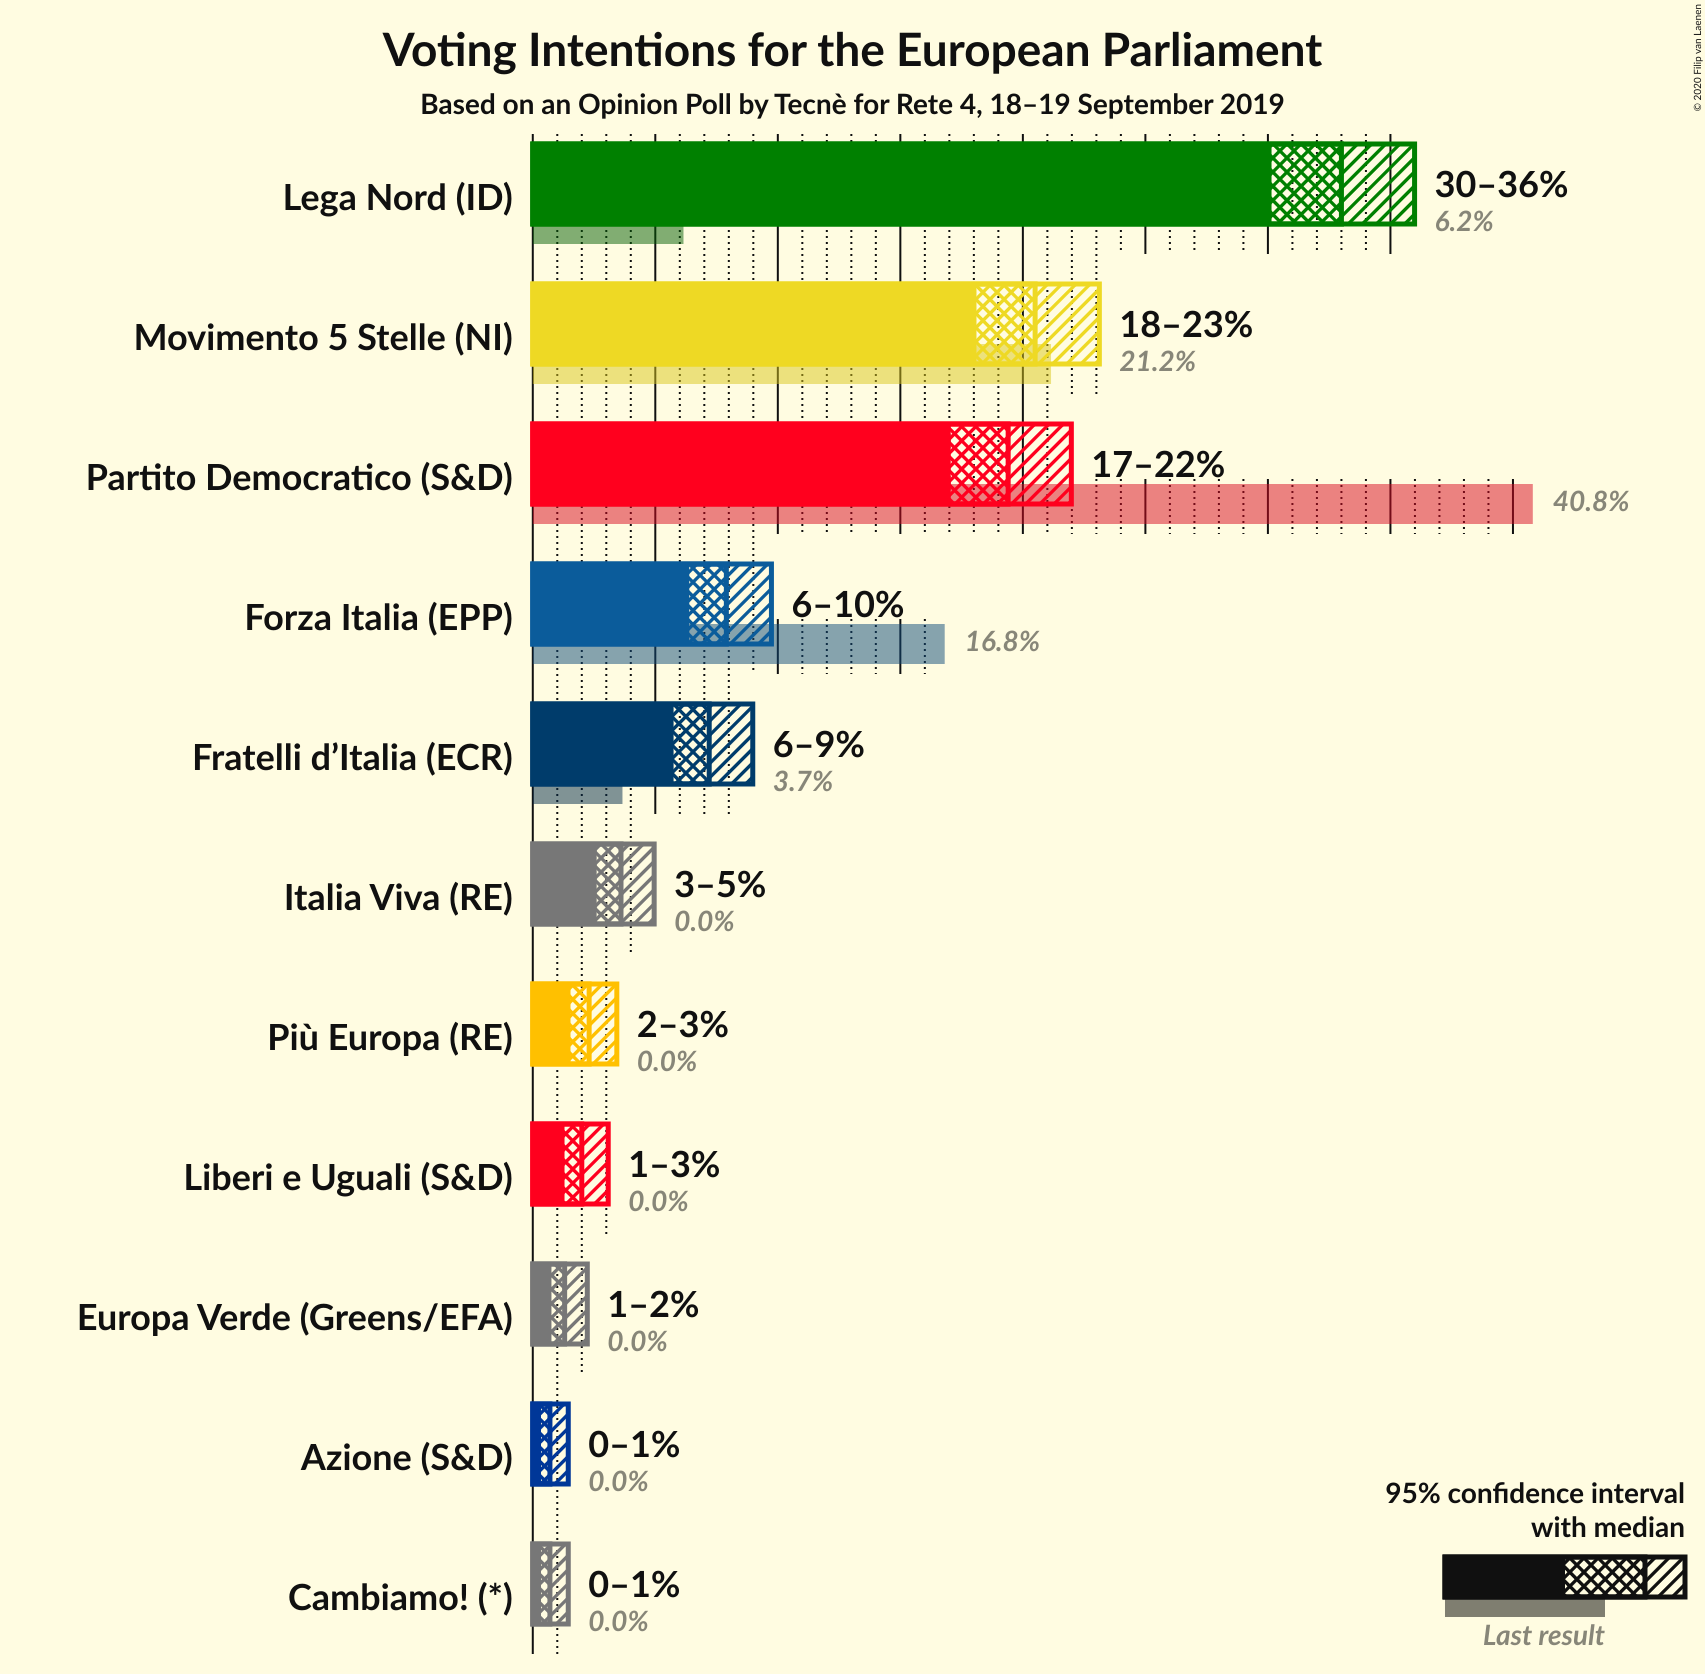 Voting Intentions for the European Parliament
Based on an Opinion Poll by Tecnè for Rete 4, 18–19 September 2019
© 2020 Filip van Laenen
Lega Nord (ID)
30–36%
6.2%
Movimento 5 Stelle (NI)
18–23%
21.2%
Partito Democratico (S&D)
17–22%
40.8%
Forza Italia (EPP)
6–10%
16.8%
Fratelli d’Italia (ECR)
6–9%
3.7%
Italia Viva (RE)
3–5%
0.0%
Più Europa (RE)
2–3%
0.0%
Liberi e Uguali (S&D)
1–3%
0.0%
Europa Verde (Greens/EFA)
1–2%
0.0%
Azione (S&D)
0–1%
0.0%
Cambiamo! (*)
0–1%
0.0%
95% confidence interval
with median
Last result